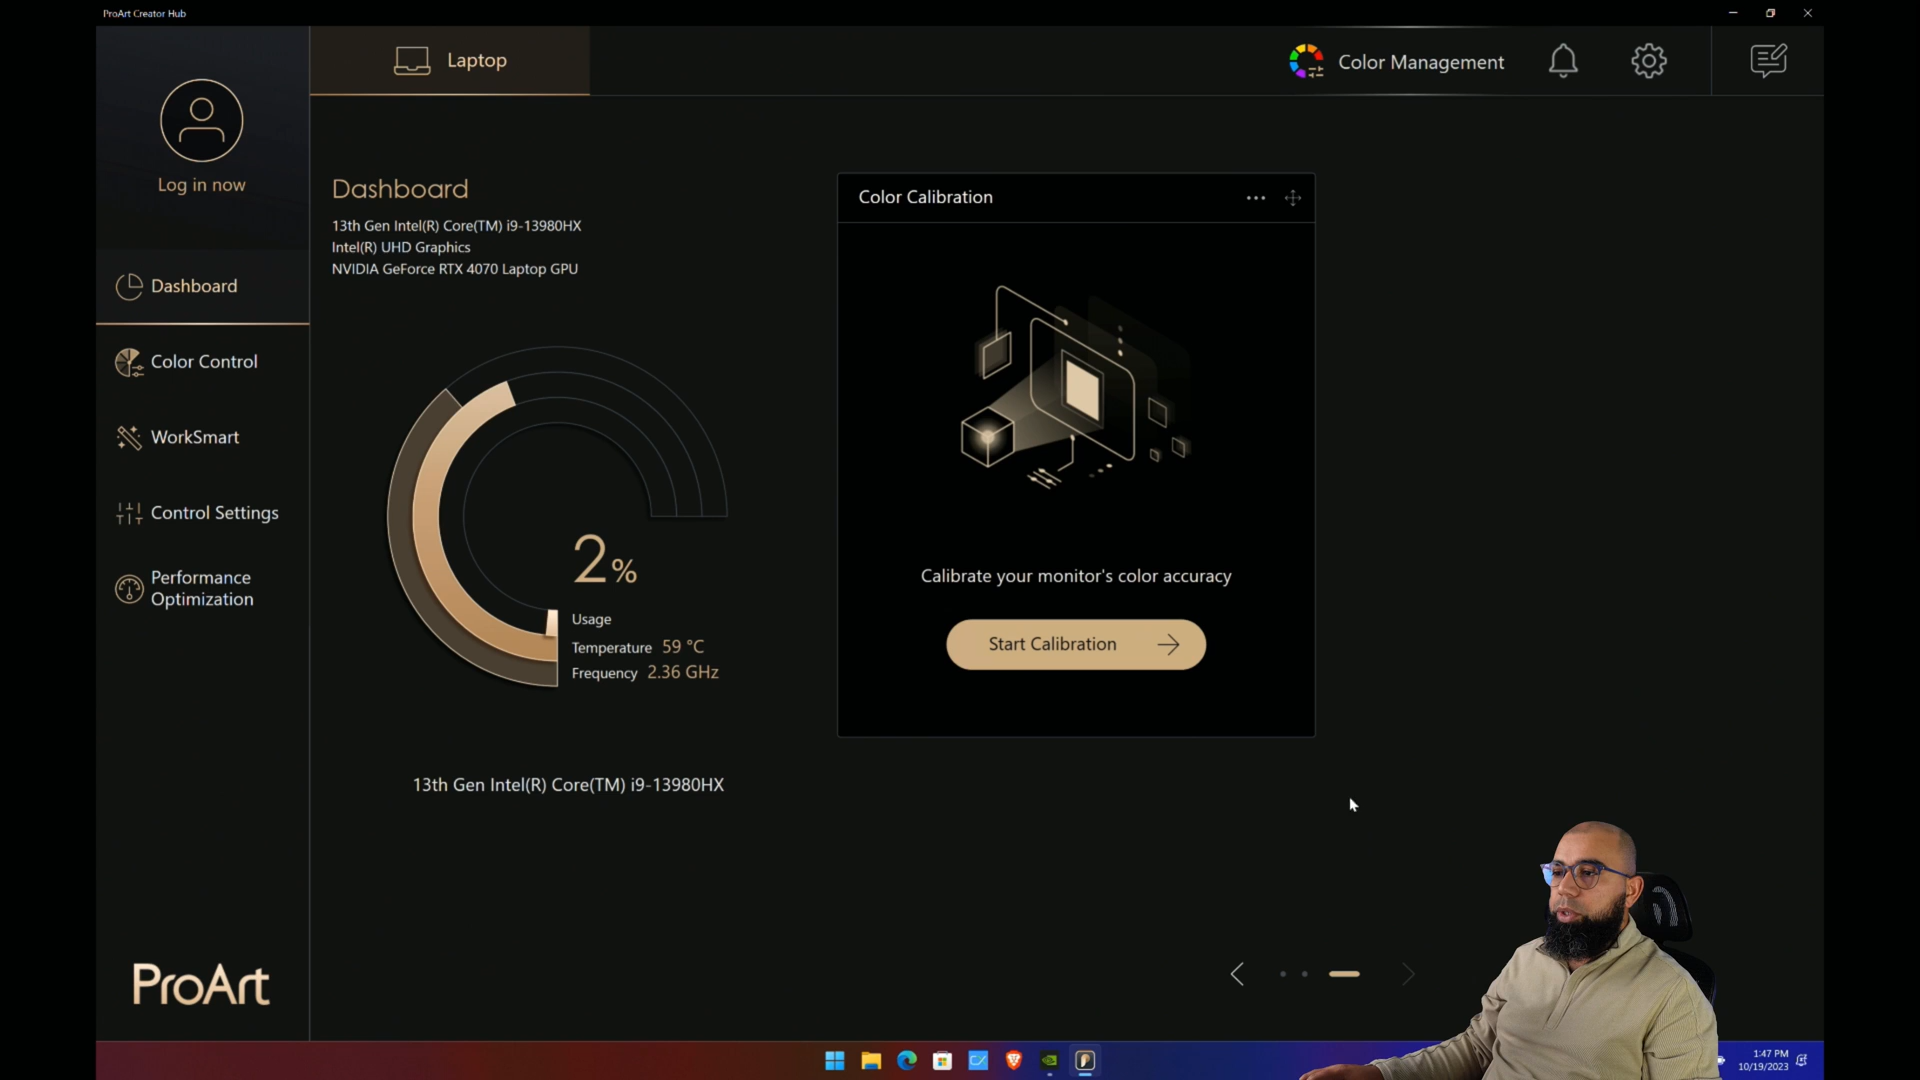 ProArt Creator Hub
Laptop
Color Management
Log in now
Dashboard
Color Control
WorkSmart
Control Settings
Performance
Optimization
ProArt
Dashboard
13th Gen Intel(R) Core(TM) i9-13980HX
Intel(R) UHD Graphics
NVIDIA GeForce RTX 4070 Laptop GPU
2%
Usage
Temperature 59 °C
Frequency 2.36 GHz
13th Gen Intel(R) Core(TM) i9-13980HX
Color Calibration
Calibrate your monitor's color accuracy
Start Calibration
1:47 PM
10/19/2023